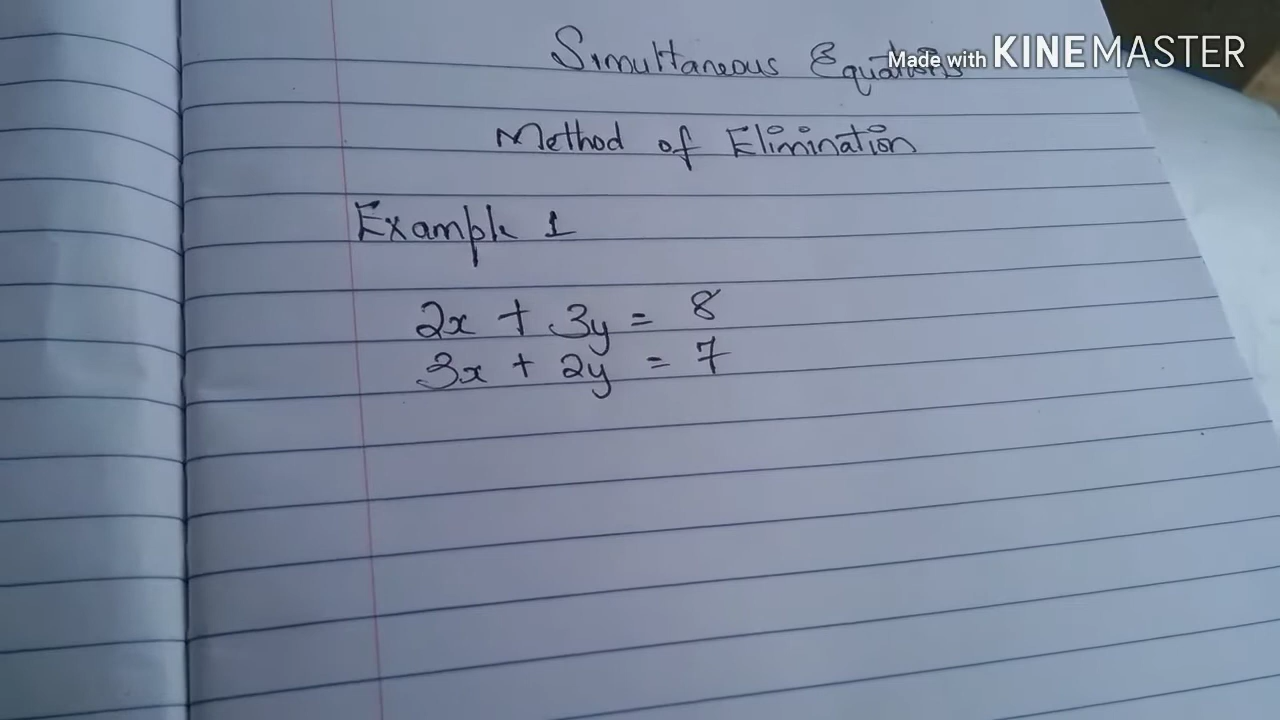 Simultaneous Equations
Made with KINEMASTER
Method of Elimination
Example 1
2x + 3y = 8
3x + 2y = 7